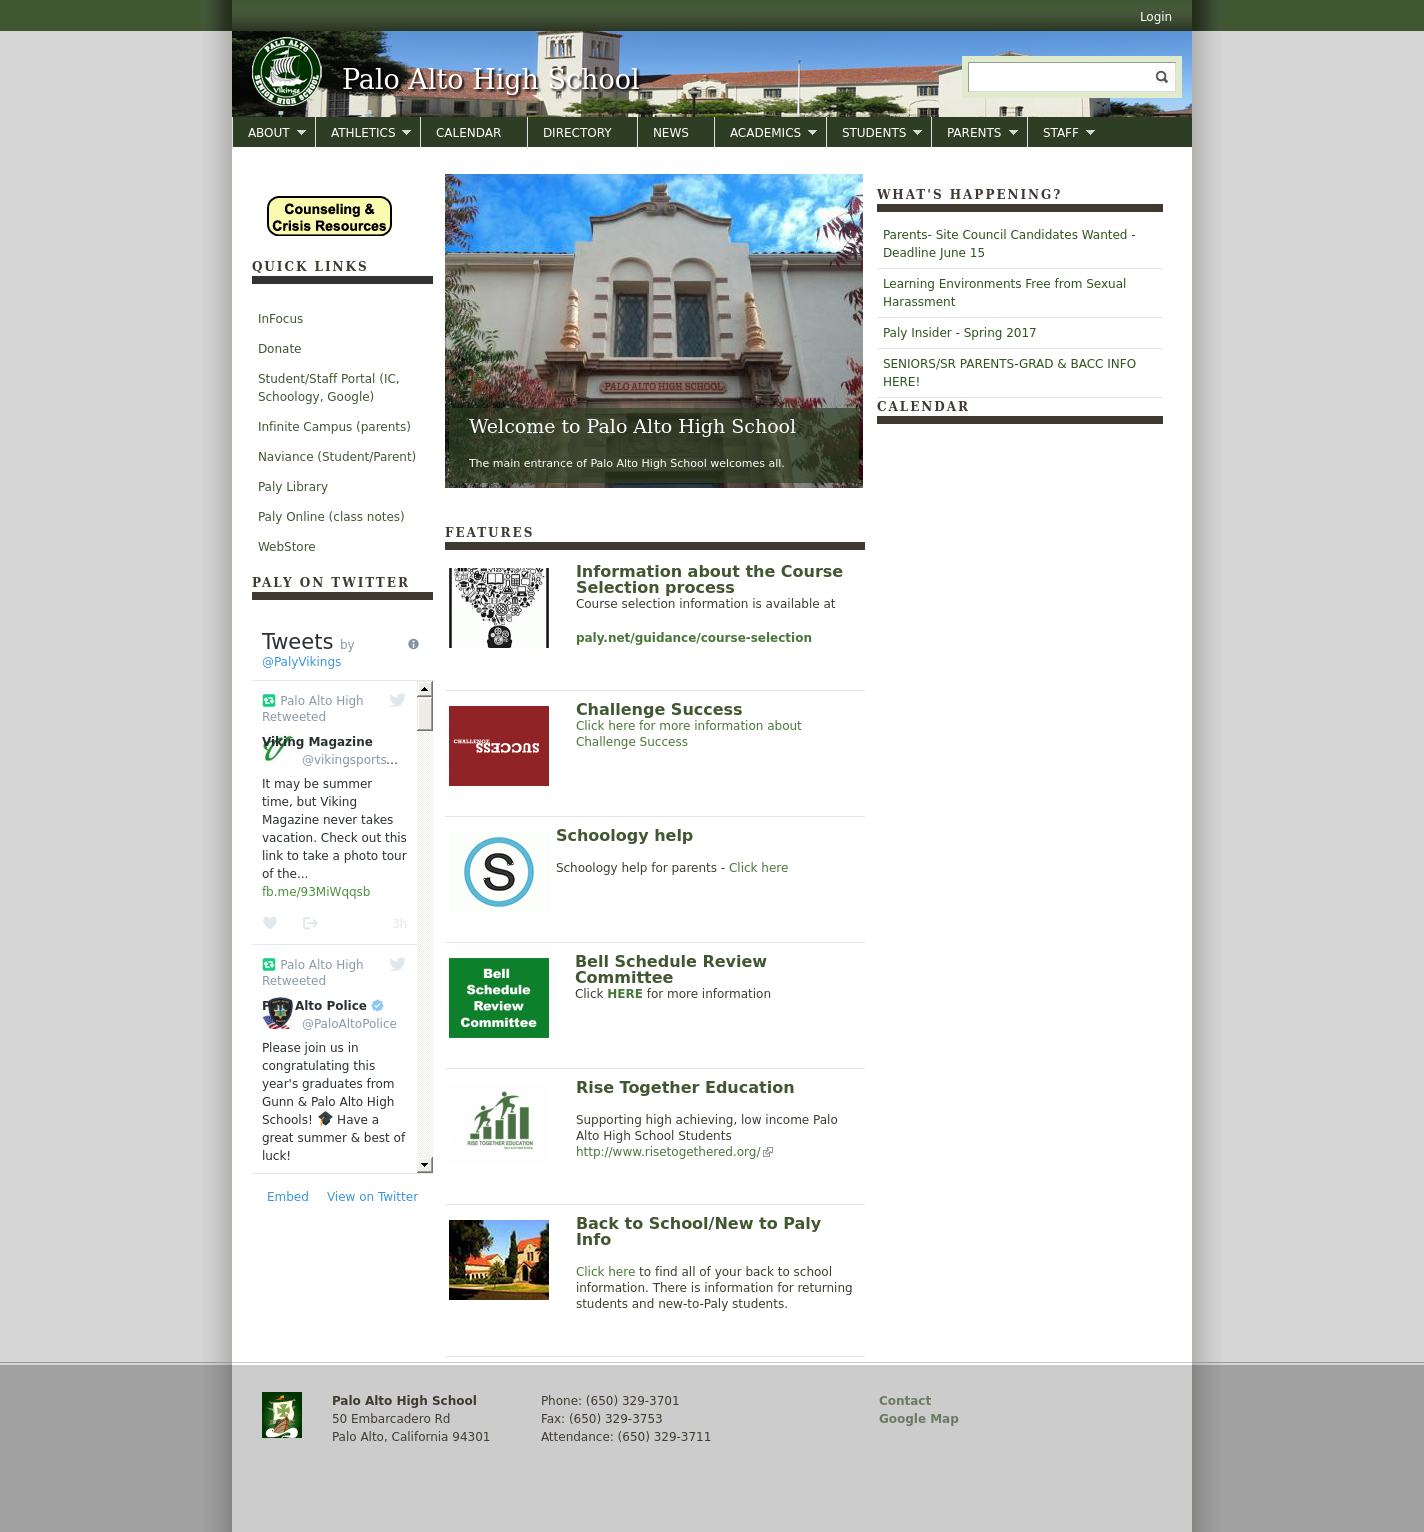 Login
PALO ALTO
Vikings
SENIOR HIGH SCHOOL
Palo Alto High School
ABOUT
ATHLETICS
CALENDAR
DIRECTORY
NEWS
ACADEMICS
STUDENTS
PARENTS
STAFF
Counseling &
Crisis Resources
QUICK LINKS
InFocus
Donate
Student/Staff Portal (IC,
Schoology, Google)
Infinite Campus (parents)
Naviance (Student/Parent)
Paly Library
Paly Online (class notes)
WebStore
PALY ON TWITTER
Tweets by
@PalyVikings
Palo Alto High
Retweeted
Viking Magazine
@vikingsports...
It may be summer
time, but Viking
Magazine never takes
vacation. Check out this
link to take a photo tour
of the...
fb.me/93MiWqqsb
3h
Palo Alto High
Retweeted
Alto Police
@PaloAltoPolice
Please join us in
congratulating this
year's graduates from
Gunn & Palo Alto High
Schools! Have a
great summer & best of
luck!
Embed
View on Twitter
PALO ALTO HIGH SCHOOL
Welcome to Palo Alto High School
The main entrance of Palo Alto High School welcomes all.
FEATURES
Information about the Course
Selection process
Course selection information is available at
paly.net/guidance/course-selection
CHALLENGE
SUCCESS
Challenge Success
Click here for more information about
Challenge Success
S
Schoology help
Schoology help for parents - Click here
Bell
Schedule
Review
Committee
Bell Schedule Review
Committee
Click HERE for more information
RISE TOGETHER EDUCATION
Rise Together Education
Supporting high achieving, low income Palo
Alto High School Students
http://www.risetogethered.org/
Back to School/New to Paly
Info
Click here to find all of your back to school
information. There is information for returning
students and new-to-Paly students.
WHAT'S HAPPENING?
Parents- Site Council Candidates Wanted -
Deadline June 15
Learning Environments Free from Sexual
Harassment
Paly Insider - Spring 2017
SENIORS/SR PARENTS-GRAD & BACC INFO
HERE!
CALENDAR
Palo Alto High School
50 Embarcadero Rd
Palo Alto, California 94301
Phone: (650) 329-3701
Fax: (650) 329-3753
Attendance: (650) 329-3711
Contact
Google Map